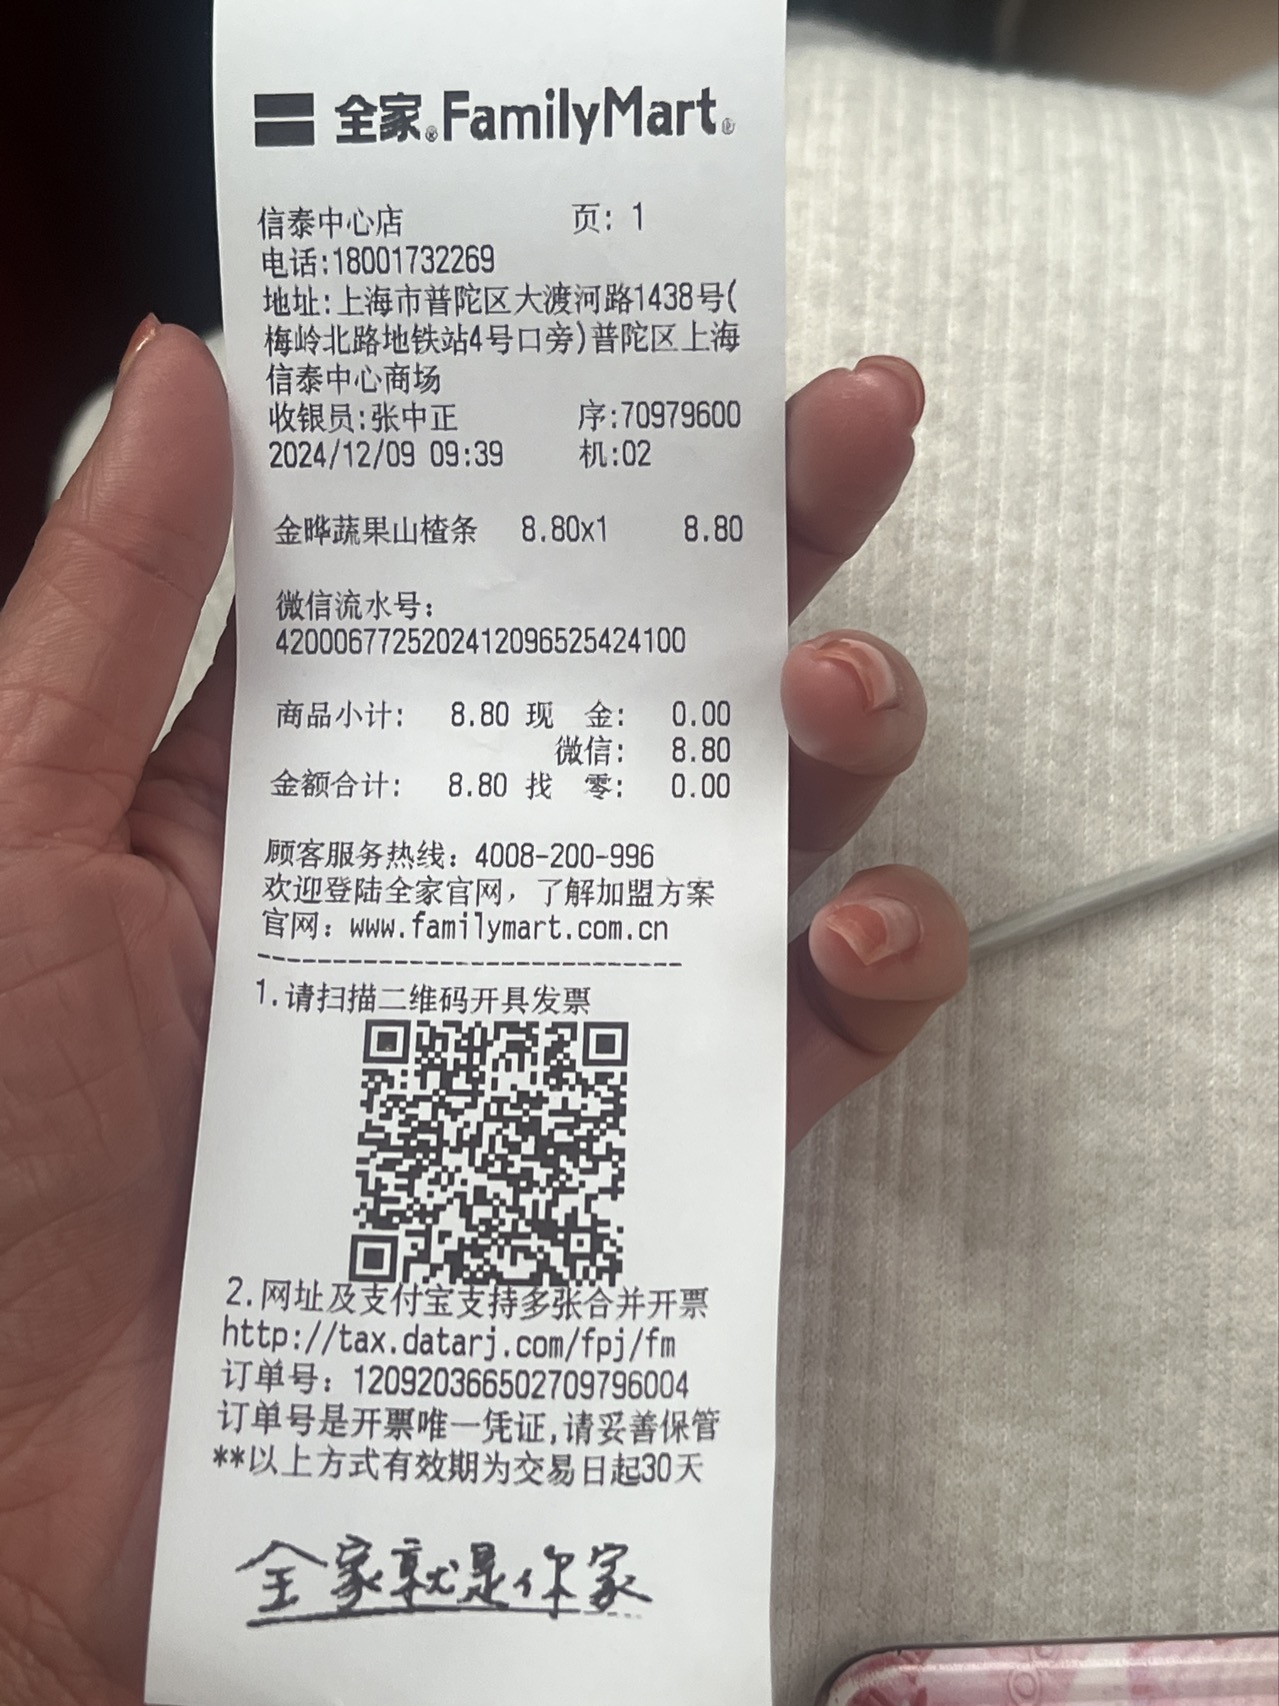 全家®FamilyMart®
信泰中心店 页: 1
电话:18001732269
地址:上海市普陀区大渡河路1438号(
梅岭北路地铁站4号口旁)普陀区上海
信泰中心商场
收银员:张中正 序:70979600
2024/12/09 09:39 机:02
金晔蔬果山楂条 8.80x1 8.80
微信流水号:
4200067725202412096525424100
商品小计: 8.80 现 金: 0.00
微信: 8.80
金额合计: 8.80 找 零: 0.00
顾客服务热线: 4008-200-996
欢迎登陆全家官网, 了解加盟方案
官网: www.familymart.com.cn
----------------------------
1.请扫描二维码开具发票
2.网址及支付宝支持多张合并开票
http://tax.datarj.com/fpj/fm
订单号: 120920366502709796004
订单号是开票唯一凭证,请妥善保管
**以上方式有效期为交易日起30天
全家就是你家